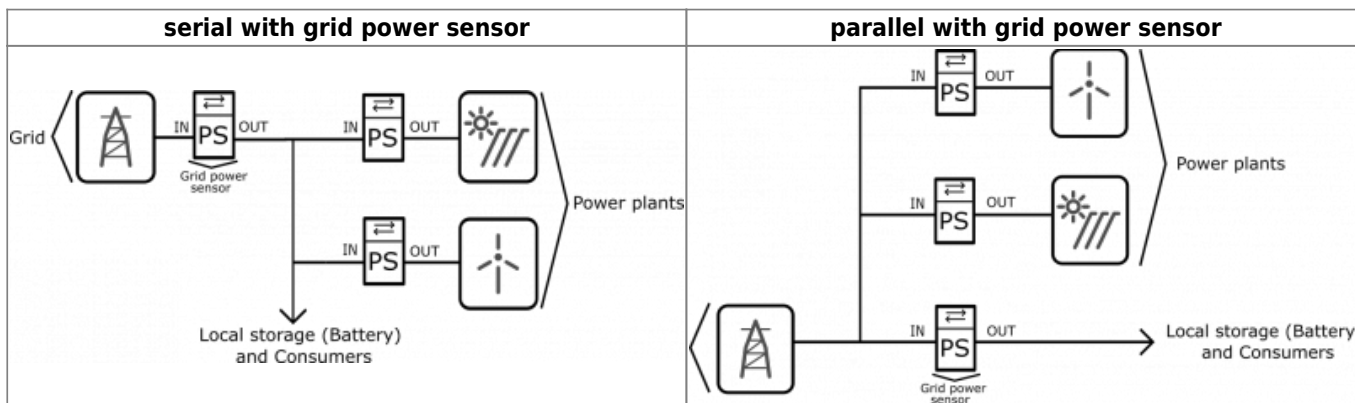 serial with grid power sensor
Grid
IN PS OUT
Grid power
sensor
IN PS OUT
IN PS OUT
Power plants
Local storage (Battery)
and Consumers
parallel with grid power sensor
IN PS OUT
Power plants
IN PS OUT
IN PS OUT
Local storage (Battery
and Consumers
Grid power
sensor